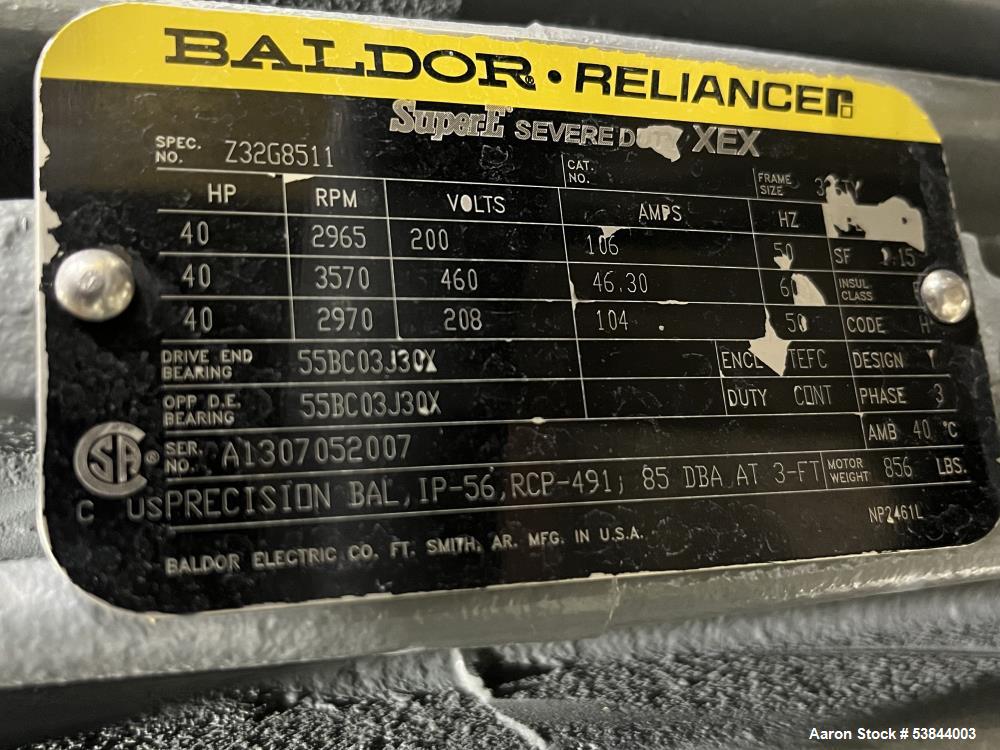 BALDOR • RELIANCE
Super-E SEVERE DUTY XEX
SPEC. NO. Z32G8511 CAT. NO. FRAME SIZE
HP RPM VOLTS AMPS HZ
40 2965 200 106 50 SF 1.15
40 3570 460 46.30 60 INSUL CLASS
40 2970 208 104 50 CODE H
DRIVE END BEARING 55BC03J30X ENCL TEFC DESIGN
OPP D.E. BEARING 55BC03J30X DUTY CONT PHASE 3
SER. NO. A1307052007 AMB 40 °C
PRECISION BAL, IP-56, RCP-491; 85 DBA AT 3-FT MOTOR WEIGHT 856 LBS.
SA ®
C US
NP2461L
BALDOR ELECTRIC CO. FT. SMITH, AR. MFG. IN U.S.A.
Aaron Stock # 53844003